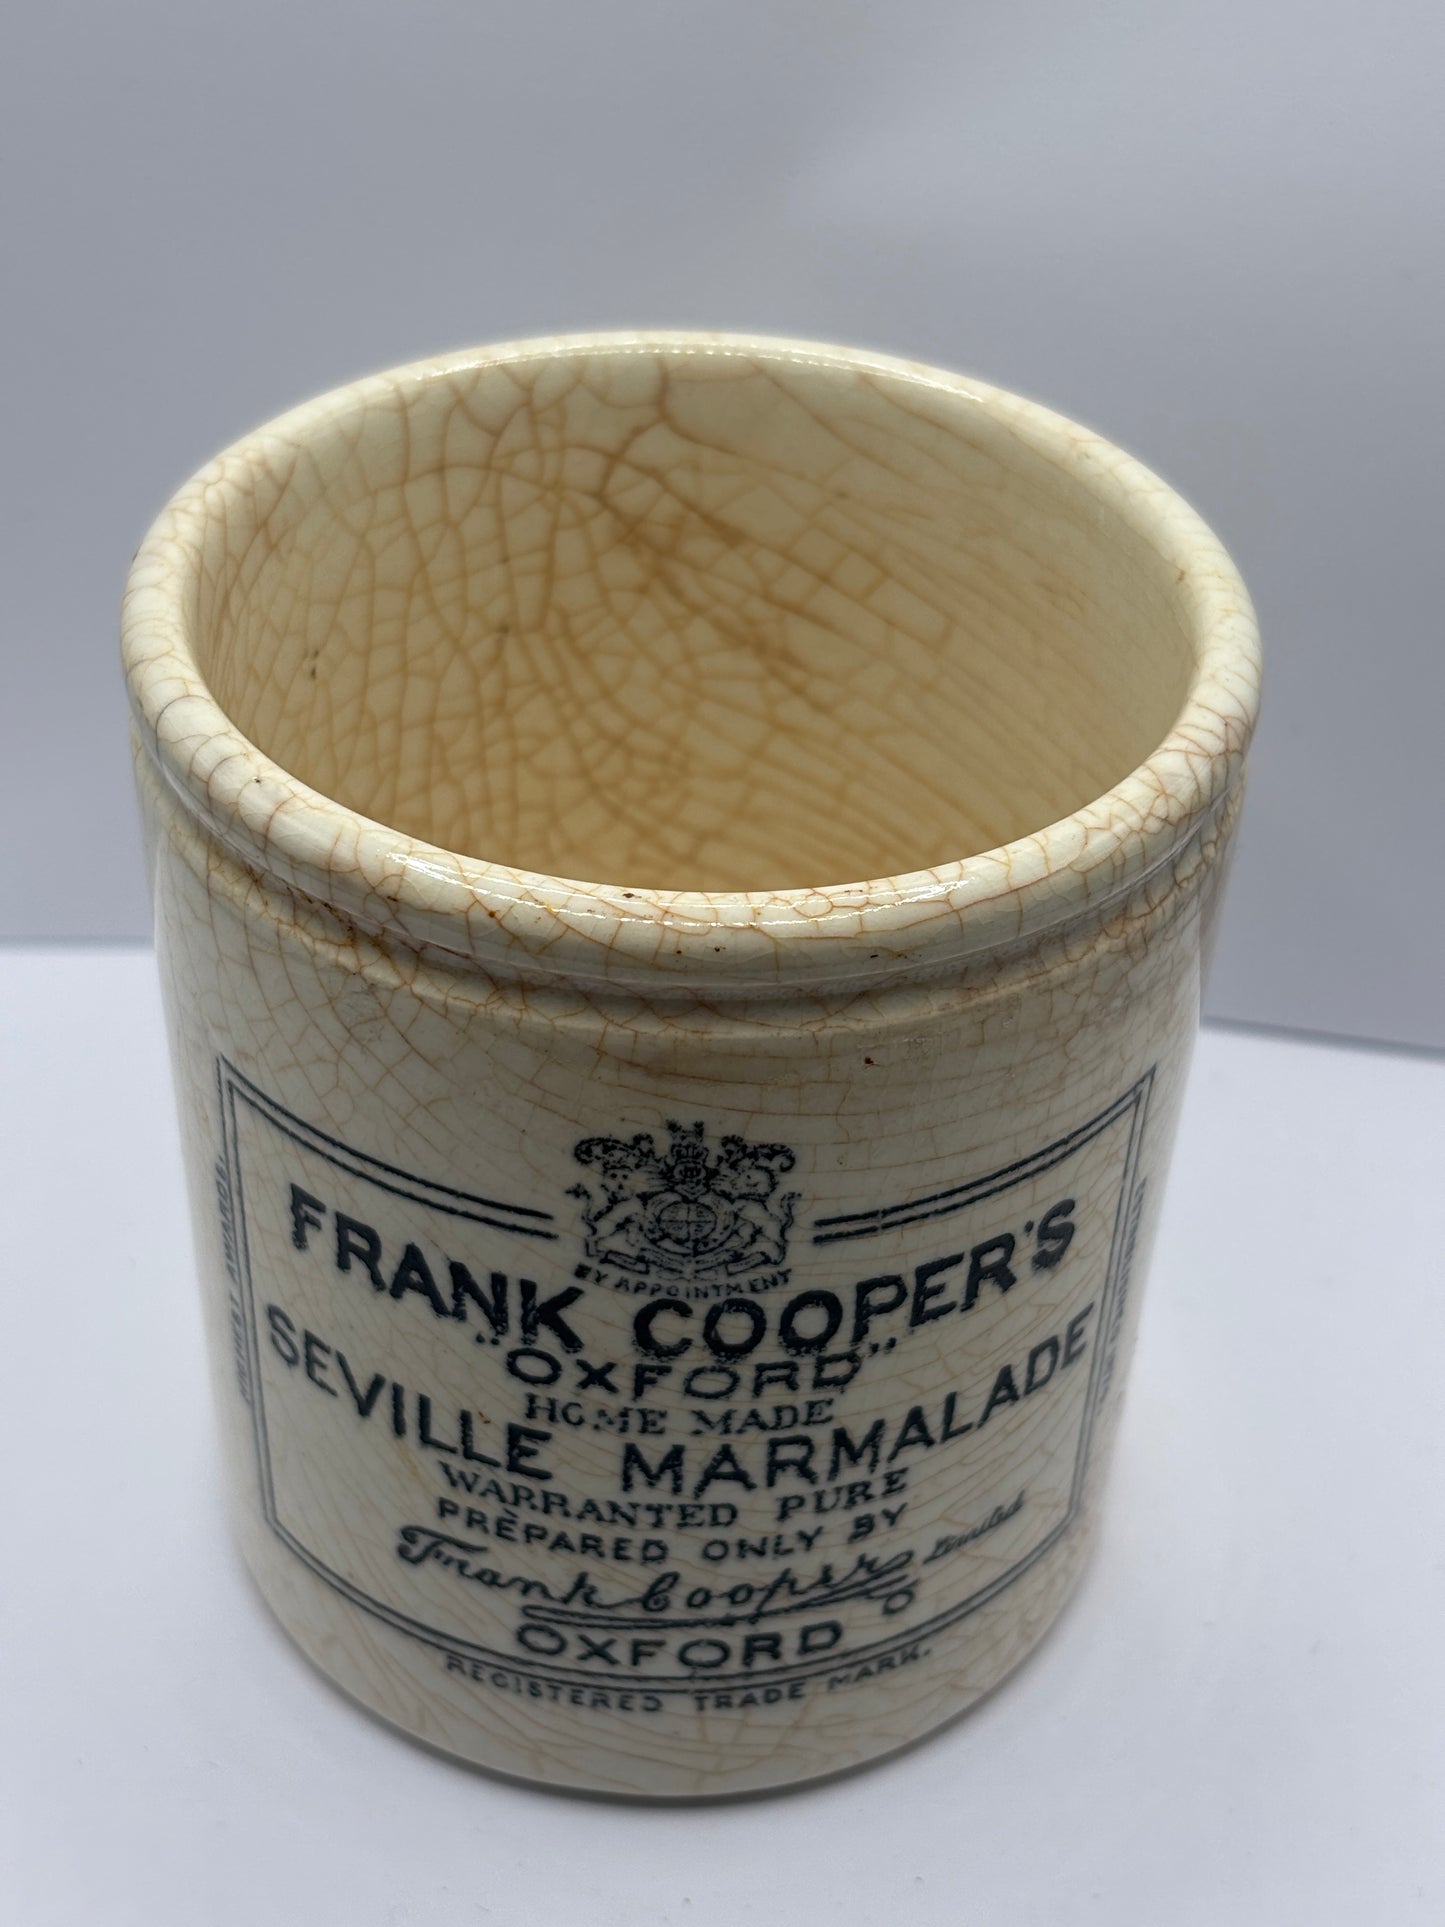 BY APPOINTMENT
FRANK COOPER'S
"OXFORD"
HOME MADE
SEVILLE MARMALADE
WARRANTED PURE
PREPARED ONLY BY
Frank Cooper Limited
OXFORD
REGISTERED TRADE MARK.
AWARDS.